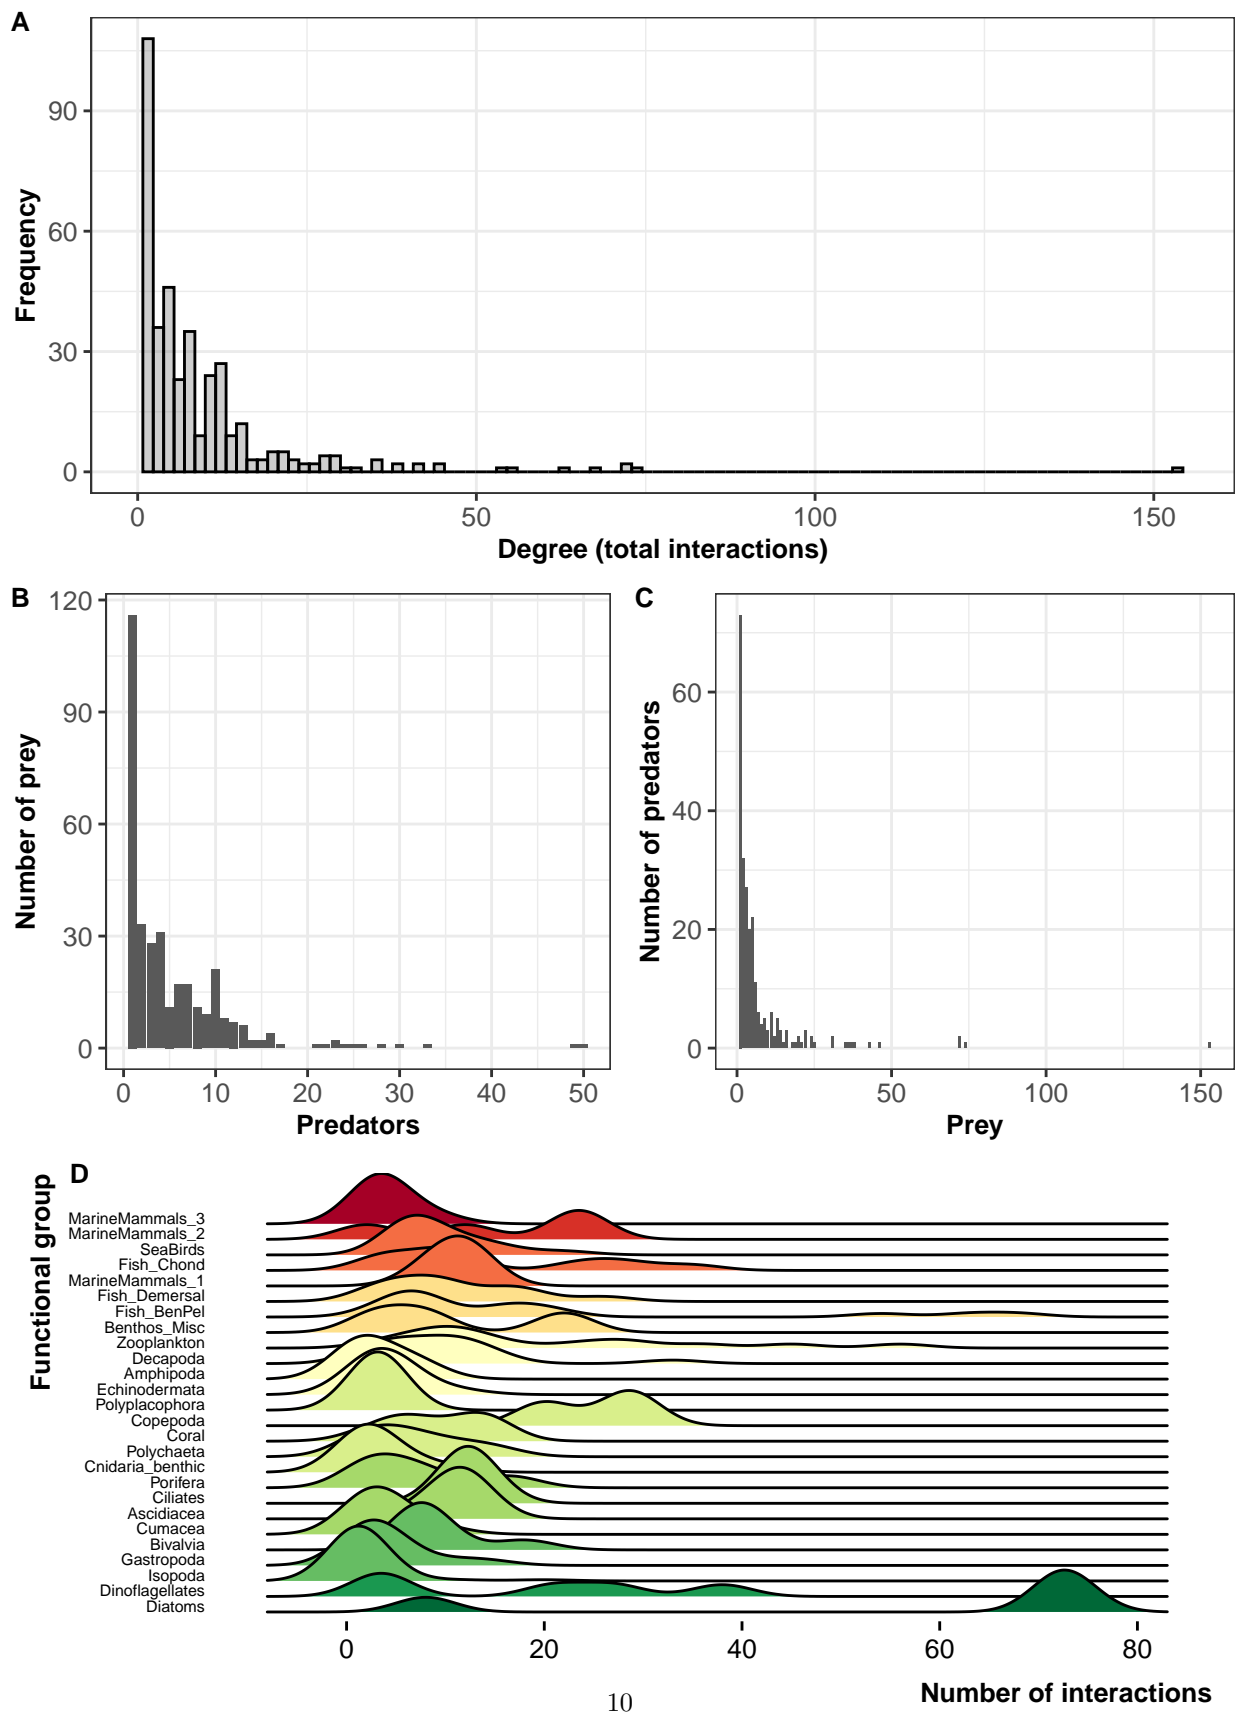 A
Frequency
90
60
30
0
0 50 100 150
Degree (total interactions)
B
Number of prey
120
90
60
30
0
0 10 20 30 40 50
Predators
C
Number of predators
60
40
20
0
0 50 100 150
Prey
D
Functional group
MarineMammals_3
MarineMammals_2
SeaBirds
Fish_Chond
MarineMammals_1
Fish_Demersal
Fish_BenPel
Benthos_Misc
Zooplankton
Decapoda
Amphipoda
Echinodermata
Polyplacophora
Copepoda
Coral
Polychaeta
Cnidaria_benthic
Porifera
Ciliates
Ascidiacea
Cumacea
Bivalvia
Gastropoda
Isopoda
Dinoflagellates
Diatoms
0 20 40 60 80
Number of interactions
10